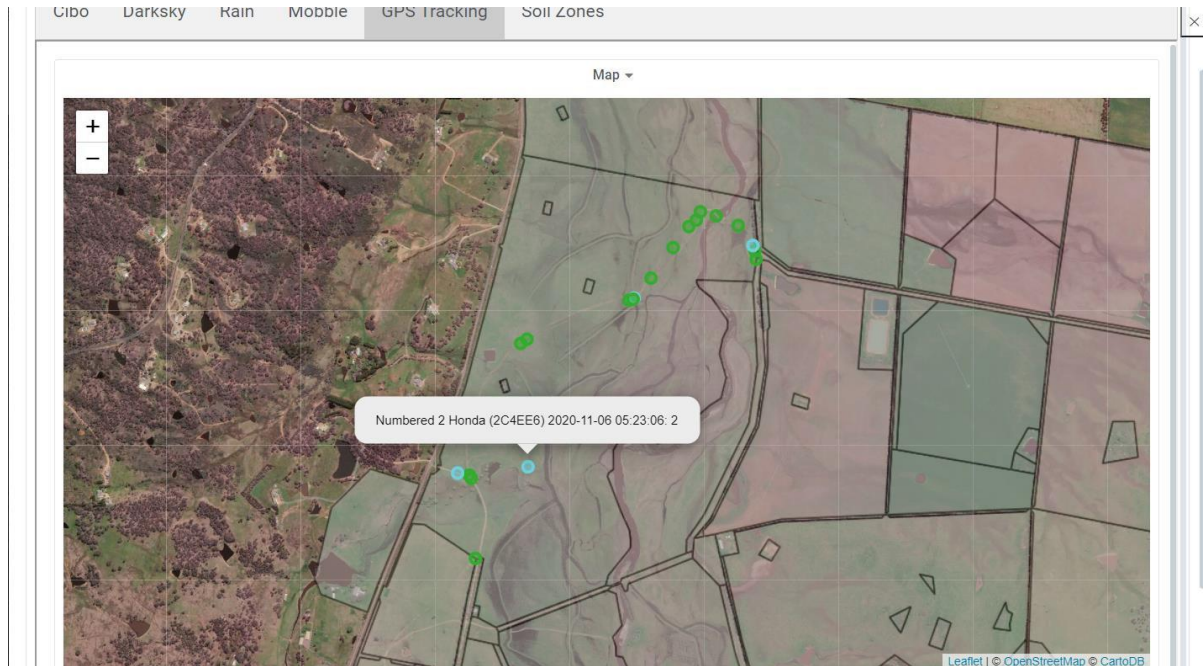 Cibo Darksky Rain Mobble GPS Tracking Soil Zones
Map
+
−
Numbered 2 Honda (2C4EE6) 2020-11-06 05:23:06: 2
Leaflet | © OpenStreetMap © CartoDB